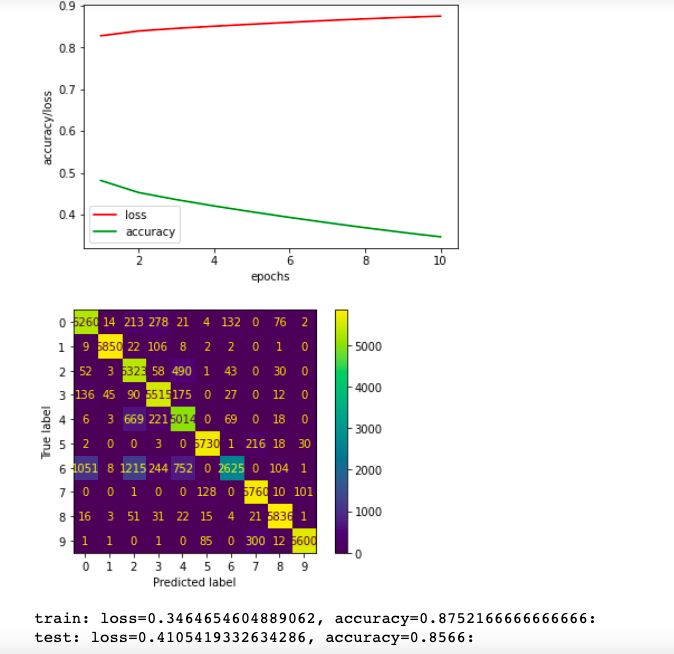 0.9
0.8
0.7
0.6
0.5
0.4
accuracy/loss
loss
accuracy
2 4 6 8 10
epochs
0 5260 14 213 278 21 4 132 0 76 2
1 9 5850 22 106 8 2 2 0 1 0
2 52 3 5323 58 490 1 43 0 30 0
3 136 45 90 5515 175 0 27 0 12 0
4 6 3 669 221 5014 0 69 0 18 0
5 2 0 0 3 0 5730 1 216 18 30
6 1051 8 1215 244 752 0 2625 0 104 1
7 0 0 1 0 0 128 0 5760 10 101
8 16 3 51 31 22 15 4 21 5836 1
9 1 1 0 1 0 85 0 300 12 5600
True label
0 1 2 3 4 5 6 7 8 9
Predicted label
5000
4000
3000
2000
1000
0
train: loss=0.3464654604889062, accuracy=0.8752166666666666:
test: loss=0.4105419332634286, accuracy=0.8566: